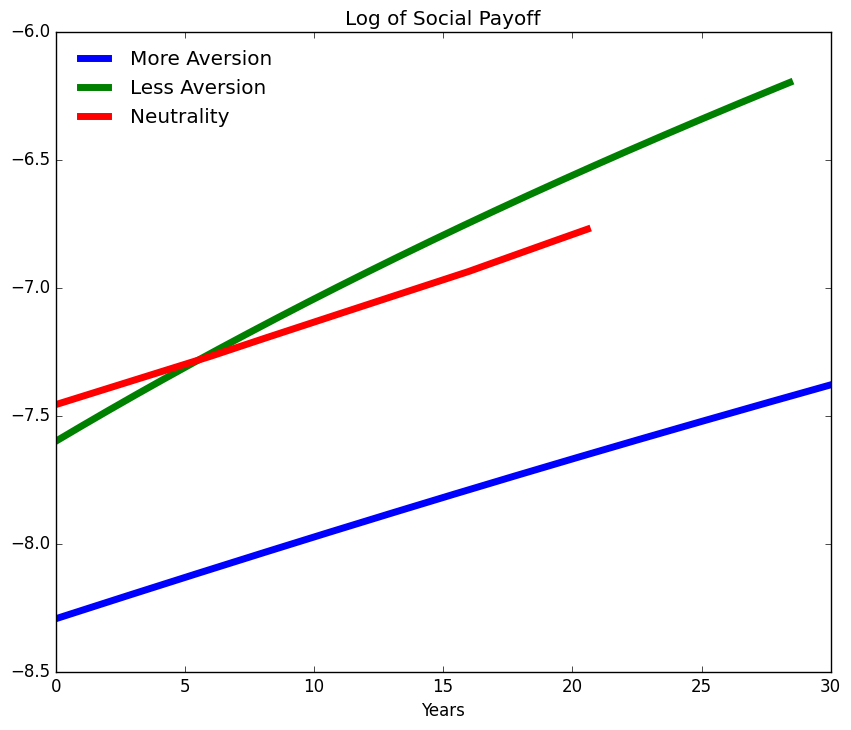 Log of Social Payoff
More Aversion
Less Aversion
Neutrality
−6.0
−6.5
−7.0
−7.5
−8.0
−8.5
0 5 10 15 20 25 30
Years